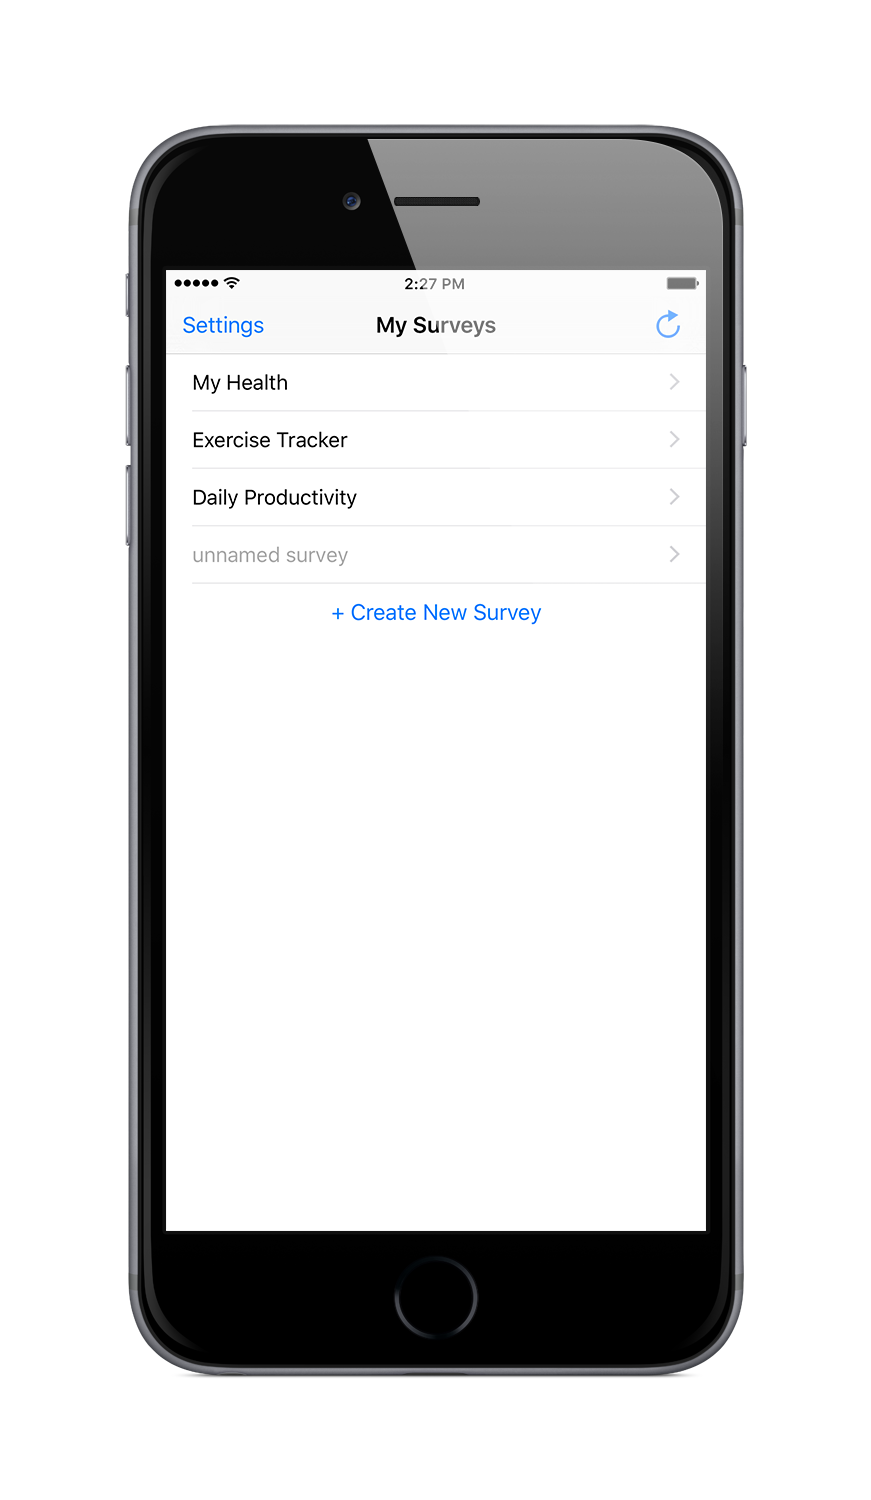 2:27 PM
Settings My Surveys
My Health
Exercise Tracker
Daily Productivity
unnamed survey
+ Create New Survey